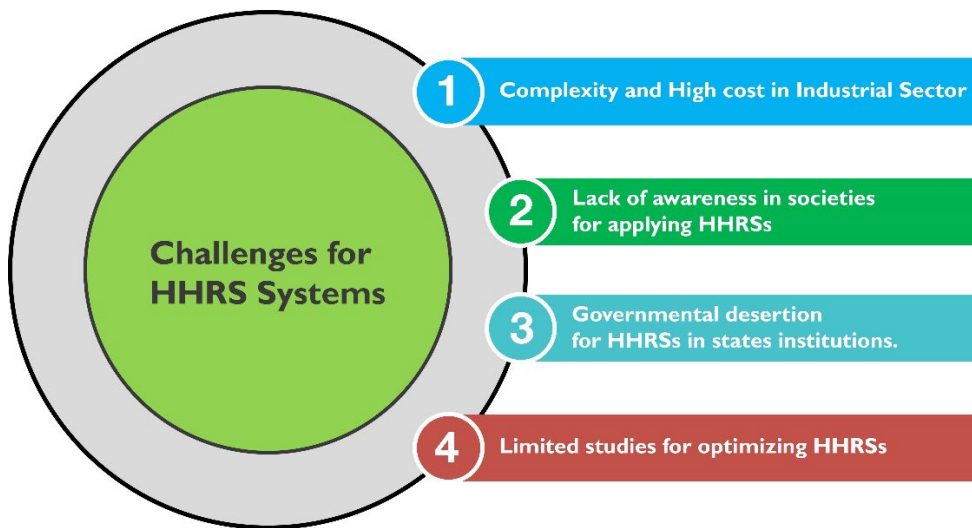 Challenges for
HHRS Systems
1
Complexity and High cost in Industrial Sector
2
Lack of awareness in societies
for applying HHRSs
3
Governmental desertion
for HHRSs in states institutions.
4
Limited studies for optimizing HHRSs